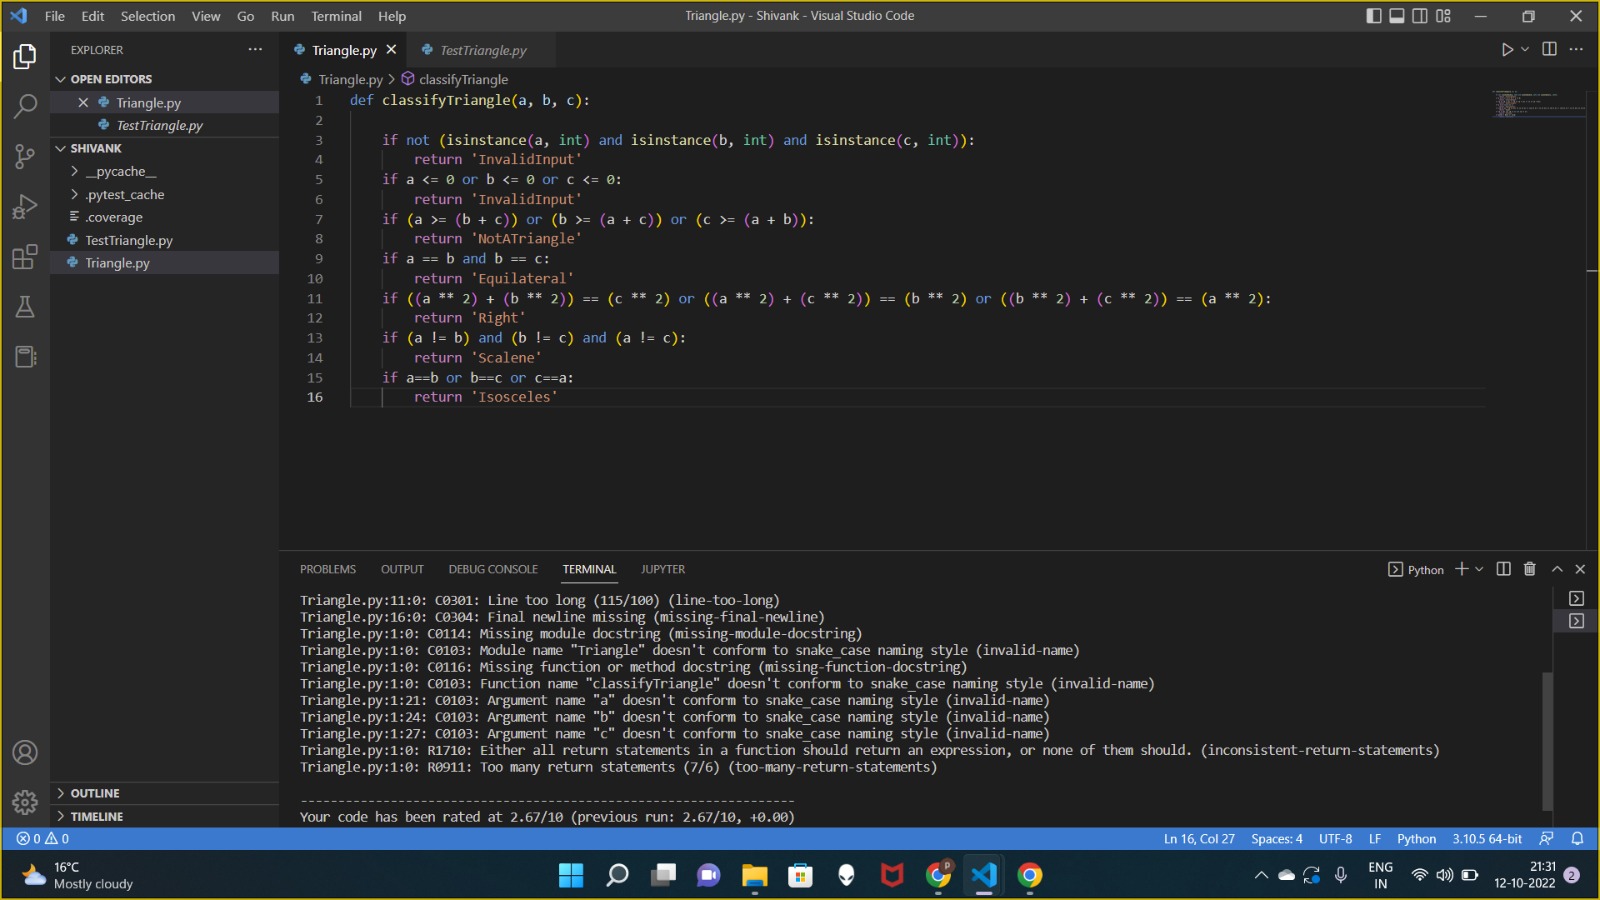 File Edit Selection View Go Run Terminal Help
Triangle.py - Shivank - Visual Studio Code
EXPLORER
OPEN EDITORS
Triangle.py
TestTriangle.py
SHIVANK
__pycache__
.pytest_cache
.coverage
TestTriangle.py
Triangle.py
OUTLINE
TIMELINE
Triangle.py TestTriangle.py
Triangle.py > classifyTriangle
1 def classifyTriangle(a, b, c):
2
3 if not (isinstance(a, int) and isinstance(b, int) and isinstance(c, int)):
4 return 'InvalidInput'
5 if a <= 0 or b <= 0 or c <= 0:
6 return 'InvalidInput'
7 if (a >= (b + c)) or (b >= (a + c)) or (c >= (a + b)):
8 return 'NotATriangle'
9 if a == b and b == c:
10 return 'Equilateral'
11 if ((a ** 2) + (b ** 2)) == (c ** 2) or ((a ** 2) + (c ** 2)) == (b ** 2) or ((b ** 2) + (c ** 2)) == (a ** 2):
12 return 'Right'
13 if (a != b) and (b != c) and (a != c):
14 return 'Scalene'
15 if a==b or b==c or c==a:
16 return 'Isosceles'
PROBLEMS OUTPUT DEBUG CONSOLE TERMINAL JUPYTER
Python
Triangle.py:11:0: C0301: Line too long (115/100) (line-too-long)
Triangle.py:16:0: C0304: Final newline missing (missing-final-newline)
Triangle.py:1:0: C0114: Missing module docstring (missing-module-docstring)
Triangle.py:1:0: C0103: Module name "Triangle" doesn't conform to snake_case naming style (invalid-name)
Triangle.py:1:0: C0116: Missing function or method docstring (missing-function-docstring)
Triangle.py:1:0: C0103: Function name "classifyTriangle" doesn't conform to snake_case naming style (invalid-name)
Triangle.py:1:21: C0103: Argument name "a" doesn't conform to snake_case naming style (invalid-name)
Triangle.py:1:24: C0103: Argument name "b" doesn't conform to snake_case naming style (invalid-name)
Triangle.py:1:27: C0103: Argument name "c" doesn't conform to snake_case naming style (invalid-name)
Triangle.py:1:0: R1710: Either all return statements in a function should return an expression, or none of them should. (inconsistent-return-statements)
Triangle.py:1:0: R0911: Too many return statements (7/6) (too-many-return-statements)
------------------------------------------------------------------
Your code has been rated at 2.67/10 (previous run: 2.67/10, +0.00)
0 0
Ln 16, Col 27 Spaces: 4 UTF-8 LF Python 3.10.5 64-bit
16°C
Mostly cloudy
P
ENG
IN
21:31
12-10-2022
2